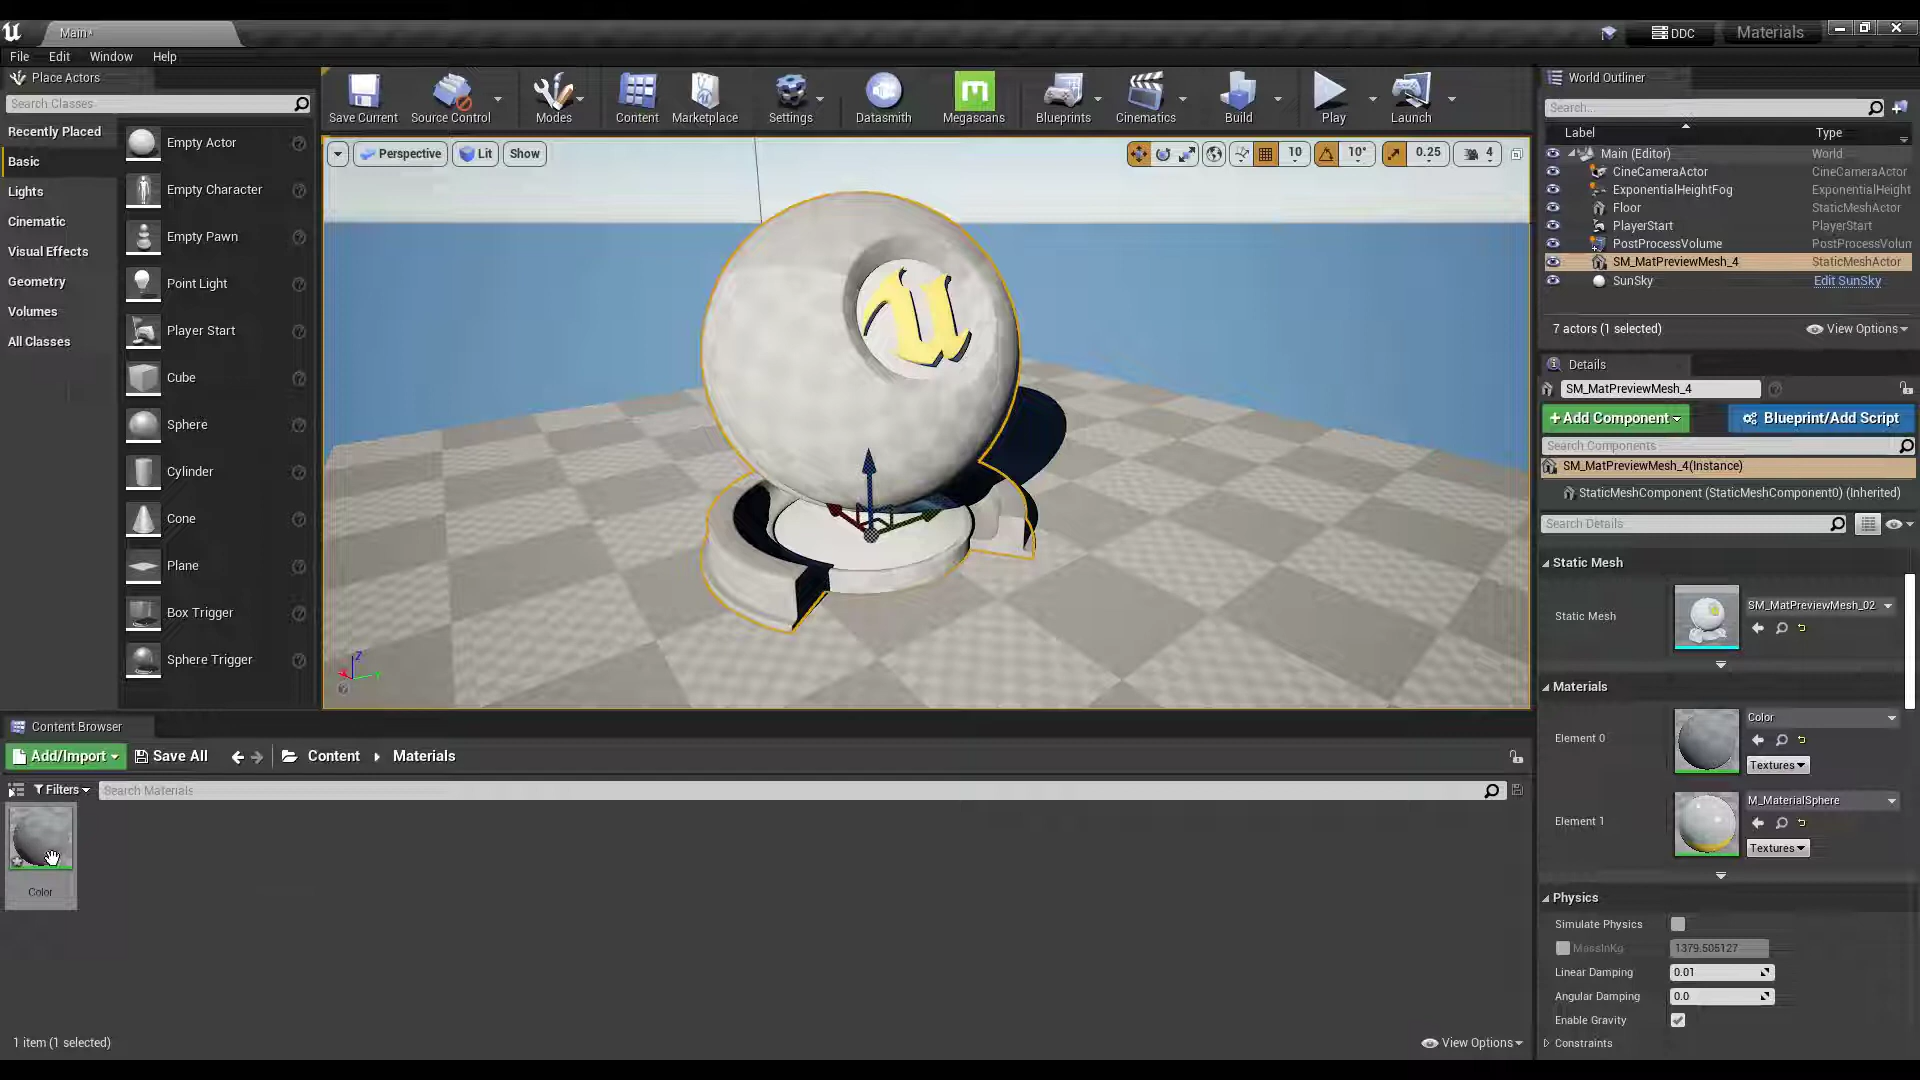 Main*
DDC
Materials
File Edit Window Help
Place Actors
Search Classes
Recently Placed
Basic
Lights
Cinematic
Visual Effects
Geometry
Volumes
All Classes
Empty Actor
Empty Character
Empty Pawn
Point Light
Player Start
Cube
Sphere
Cylinder
Cone
Plane
Box Trigger
Sphere Trigger
Save Current
Source Control
Modes
Content
Marketplace
Settings
Datasmith
Megascans
Blueprints
Cinematics
Build
Play
Launch
Perspective
Lit
Show
10
10°
0.25
4
Z
World Outliner
Search...
Label Type
Main (Editor) World
CineCameraActor CineCameraActor
ExponentialHeightFog ExponentialHeight
Floor StaticMeshActor
PlayerStart PlayerStart
PostProcessVolume PostProcessVolum
SM_MatPreviewMesh_4 StaticMeshActor
SunSky Edit SunSky
7 actors (1 selected)
View Options
Details
SM_MatPreviewMesh_4
+Add Component
Blueprint/Add Script
Search Components
SM_MatPreviewMesh_4(Instance)
StaticMeshComponent (StaticMeshComponent0) (Inherited)
Search Details
Static Mesh
Static Mesh
SM_MatPreviewMesh_02
Materials
Element 0
Color
Textures
Element 1
M_MaterialSphere
Textures
Physics
Simulate Physics
MassInKg 1379.505127
Linear Damping 0.01
Angular Damping 0.0
Enable Gravity
Constraints
Content Browser
Add/Import
Save All
Content
Materials
Filters
Search Materials
Color
1 item (1 selected)
View Options